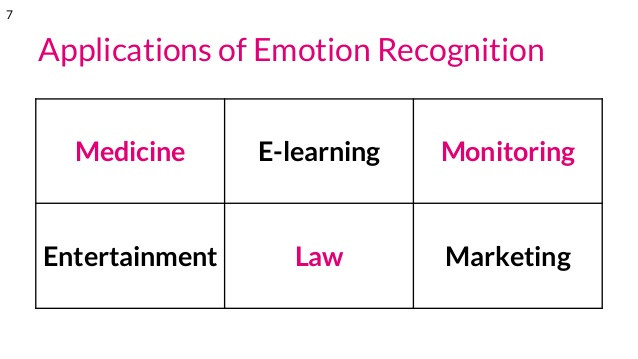 7
Applications of Emotion Recognition
Medicine E-learning Monitoring
Entertainment Law Marketing